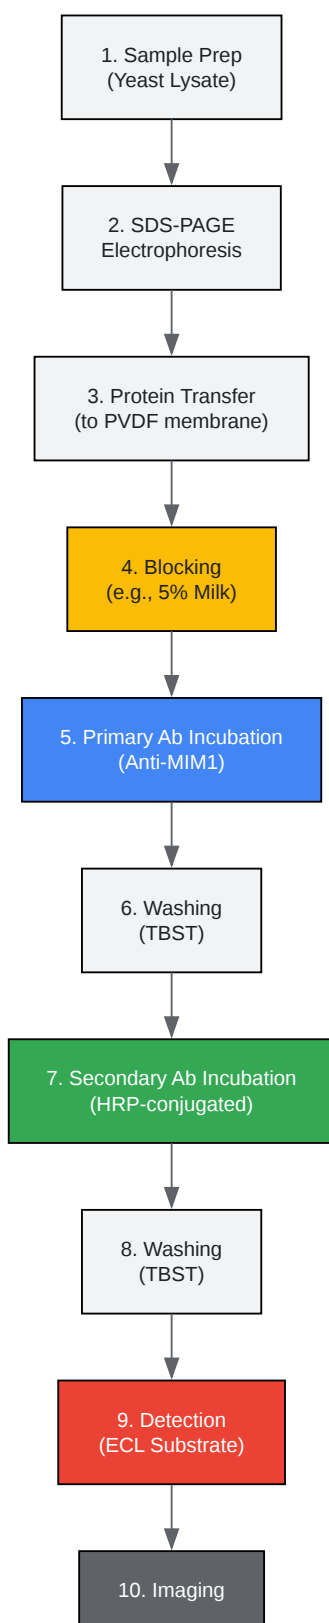 1. Sample Prep
(Yeast Lysate)
2. SDS-PAGE
Electrophoresis
3. Protein Transfer
(to PVDF membrane)
4. Blocking
(e.g., 5% Milk)
5. Primary Ab Incubation
(Anti-MIM1)
6. Washing
(TBST)
7. Secondary Ab Incubation
(HRP-conjugated)
8. Washing
(TBST)
9. Detection
(ECL Substrate)
10. Imaging